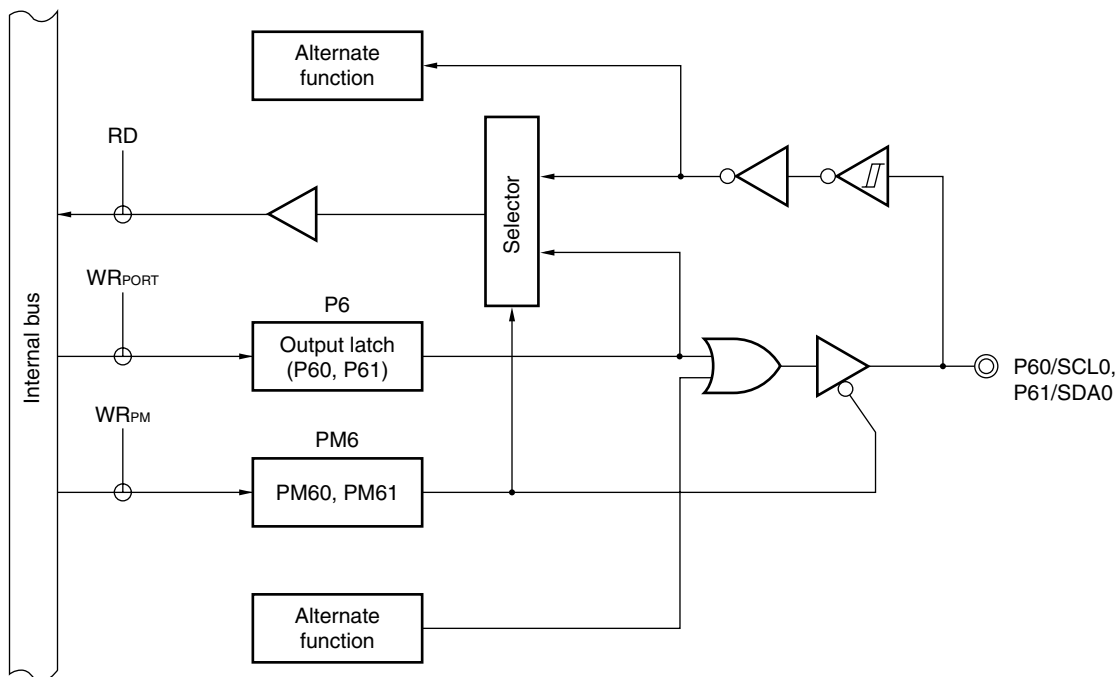 Alternate
function
RD
Selector
WRPORT
P6
Internal bus
Output latch
(P60, P61)
P60/SCL0,
P61/SDA0
WRPM
PM6
PM60, PM61
Alternate
function